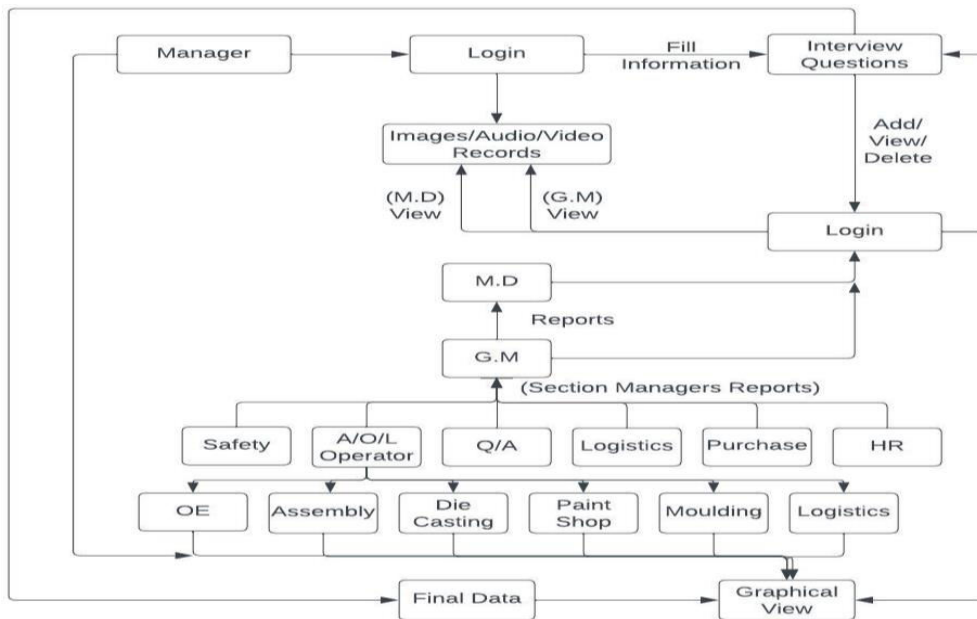 Manager
Login
Fill
Information
Interview
Questions
Images/Audio/Video
Records
Add/
View/
Delete
(M.D)
View
(G.M)
View
Login
M.D
Reports
G.M
(Section Managers Reports)
Safety
A/O/L
Operator
Q/A
Logistics
Purchase
HR
OE
Assembly
Die
Casting
Paint
Shop
Moulding
Logistics
Final Data
Graphical
View